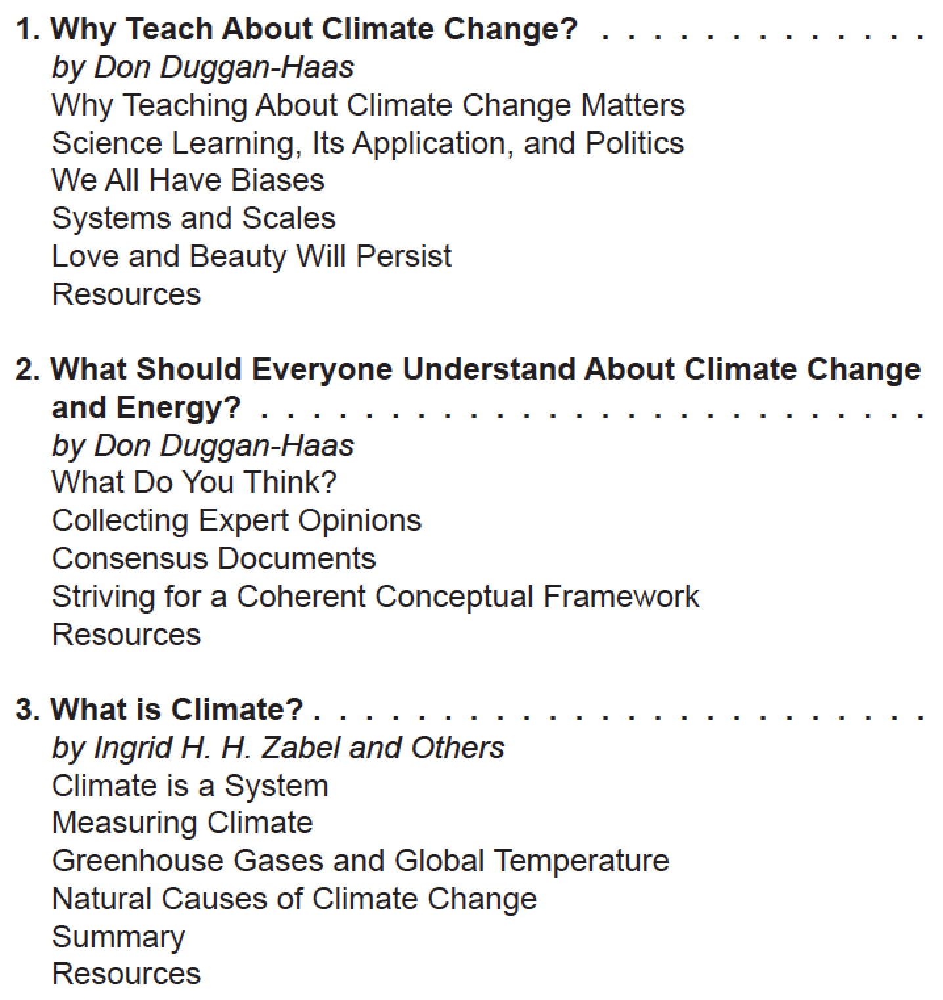 1. Why Teach About Climate Change? . . . . . . . . . . . . .
by Don Duggan-Haas
Why Teaching About Climate Change Matters
Science Learning, Its Application, and Politics
We All Have Biases
Systems and Scales
Love and Beauty Will Persist
Resources
2. What Should Everyone Understand About Climate Change
and Energy? . . . . . . . . . . . . . . . . . . . . . . . . . .
by Don Duggan-Haas
What Do You Think?
Collecting Expert Opinions
Consensus Documents
Striving for a Coherent Conceptual Framework
Resources
3. What is Climate? . . . . . . . . . . . . . . . . . . . . . . . .
by Ingrid H. H. Zabel and Others
Climate is a System
Measuring Climate
Greenhouse Gases and Global Temperature
Natural Causes of Climate Change
Summary
Resources